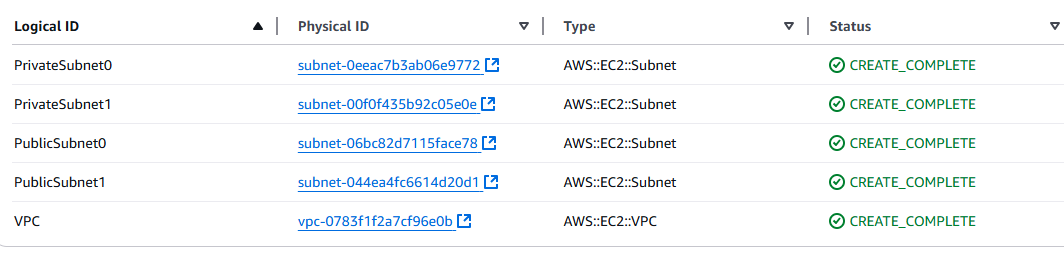 Logical ID Physical ID Type Status
PrivateSubnet0 subnet-0eeac7b3ab06e9772 AWS::EC2::Subnet CREATE_COMPLETE
PrivateSubnet1 subnet-00f0f435b92c05e0e AWS::EC2::Subnet CREATE_COMPLETE
PublicSubnet0 subnet-06bc82d7115face78 AWS::EC2::Subnet CREATE_COMPLETE
PublicSubnet1 subnet-044ea4fc6614d20d1 AWS::EC2::Subnet CREATE_COMPLETE
VPC vpc-0783f1f2a7cf96e0b AWS::EC2::VPC CREATE_COMPLETE